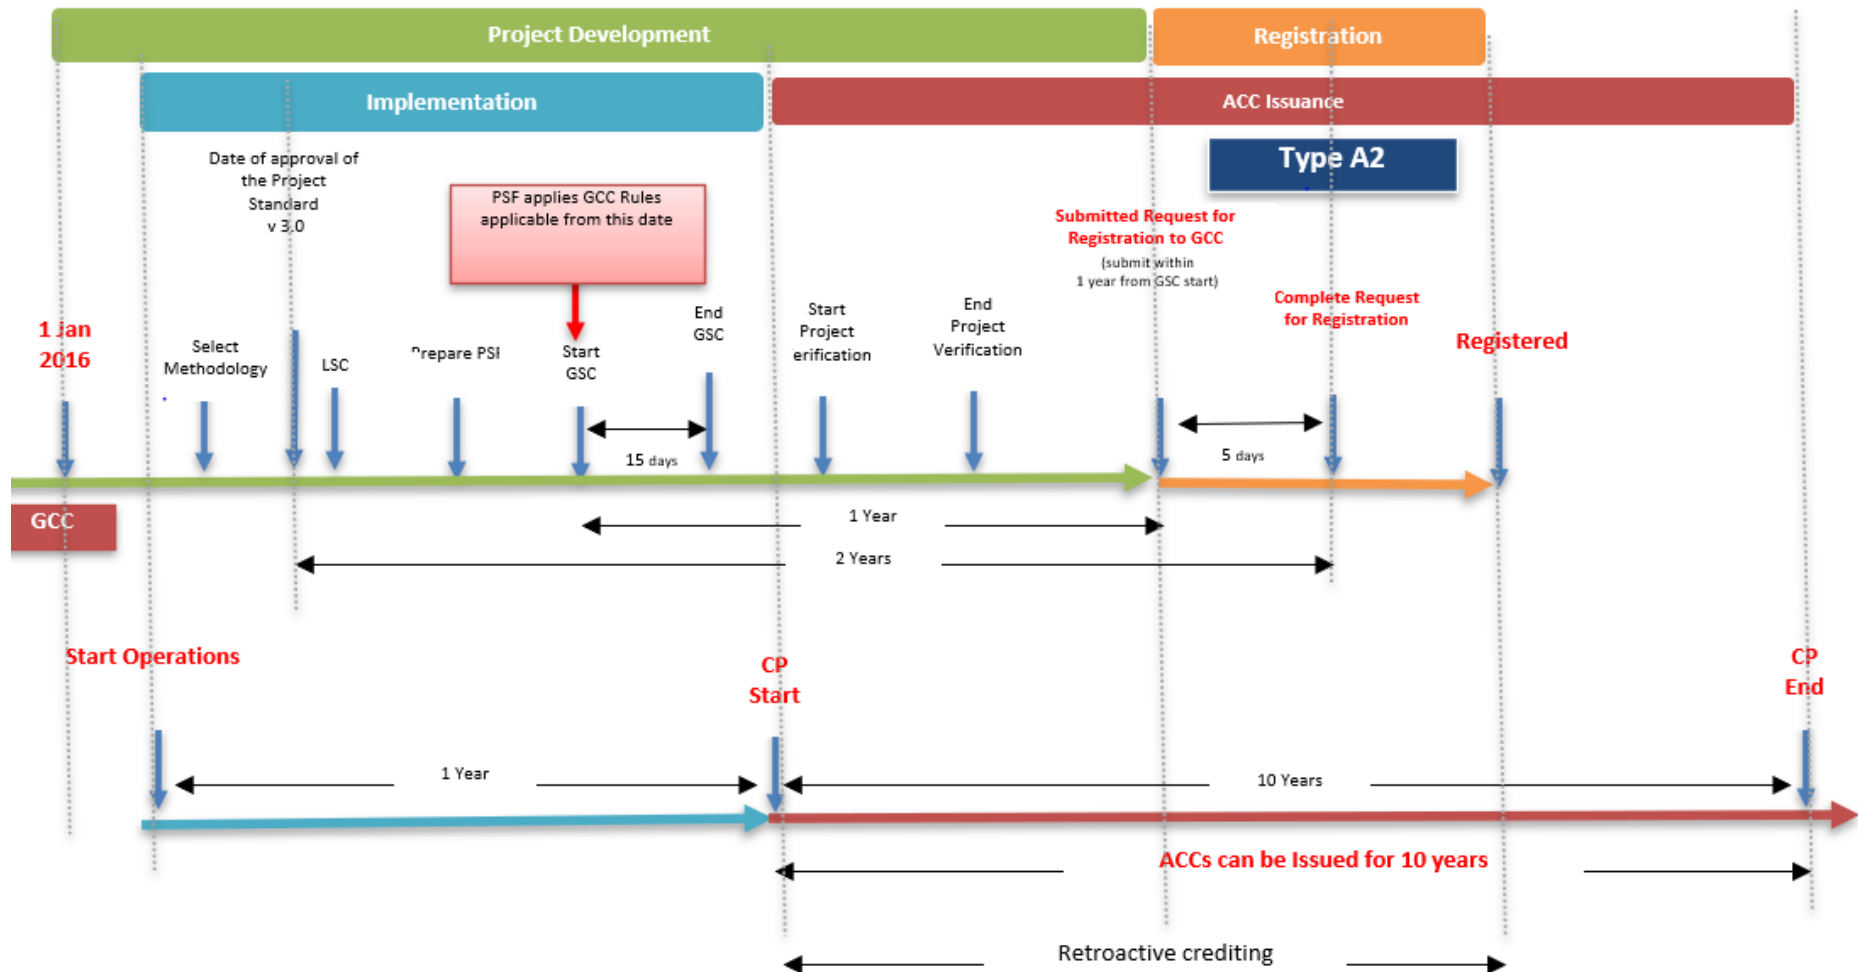 Project Development
Registration
Implementation
ACC Issuance
Date of approval of
the Project
Standard
v 3.0
Type A2
PSF applies GCC Rules
applicable from this date
Submitted Request for
Registration to GCC
(submit within
1 year from GSC start)
1 Jan
2016
Select
Methodology
LSC
Prepare PSF
Start
GSC
End
GSC
Start
Project
erification
End
Project
Verification
Complete Request
for Registration
Registered
15 days
5 days
GCC
1 Year
2 Years
Start Operations
CP
Start
CP
End
1 Year
10 Years
ACCs can be Issued for 10 years
Retroactive crediting